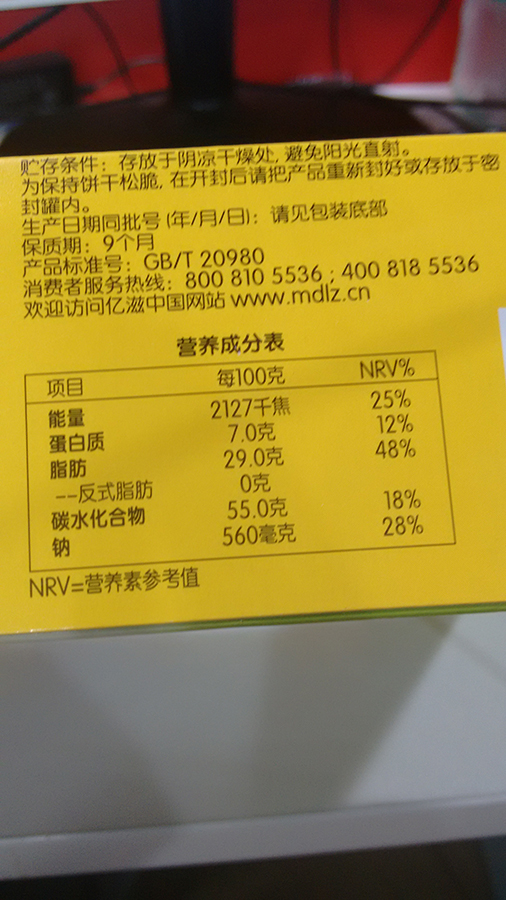 贮存条件：存放于阴凉干燥处,避免阳光直射。
为保持饼干松脆,在开封后请把产品重新封好或存放于密
封罐内。
生产日期同批号(年/月/日)：请见包装底部
保质期：9个月
产品标准号：GB/T 20980
消费者服务热线：800 810 5536；400 818 5536
欢迎访问亿滋中国网站 www.mdlz.cn
营养成分表
项目 每100克 NRV%
能量 2127千焦 25%
蛋白质 7.0克 12%
脂肪 29.0克 48%
--反式脂肪 0克
碳水化合物 55.0克 18%
钠 560毫克 28%
NRV=营养素参考值